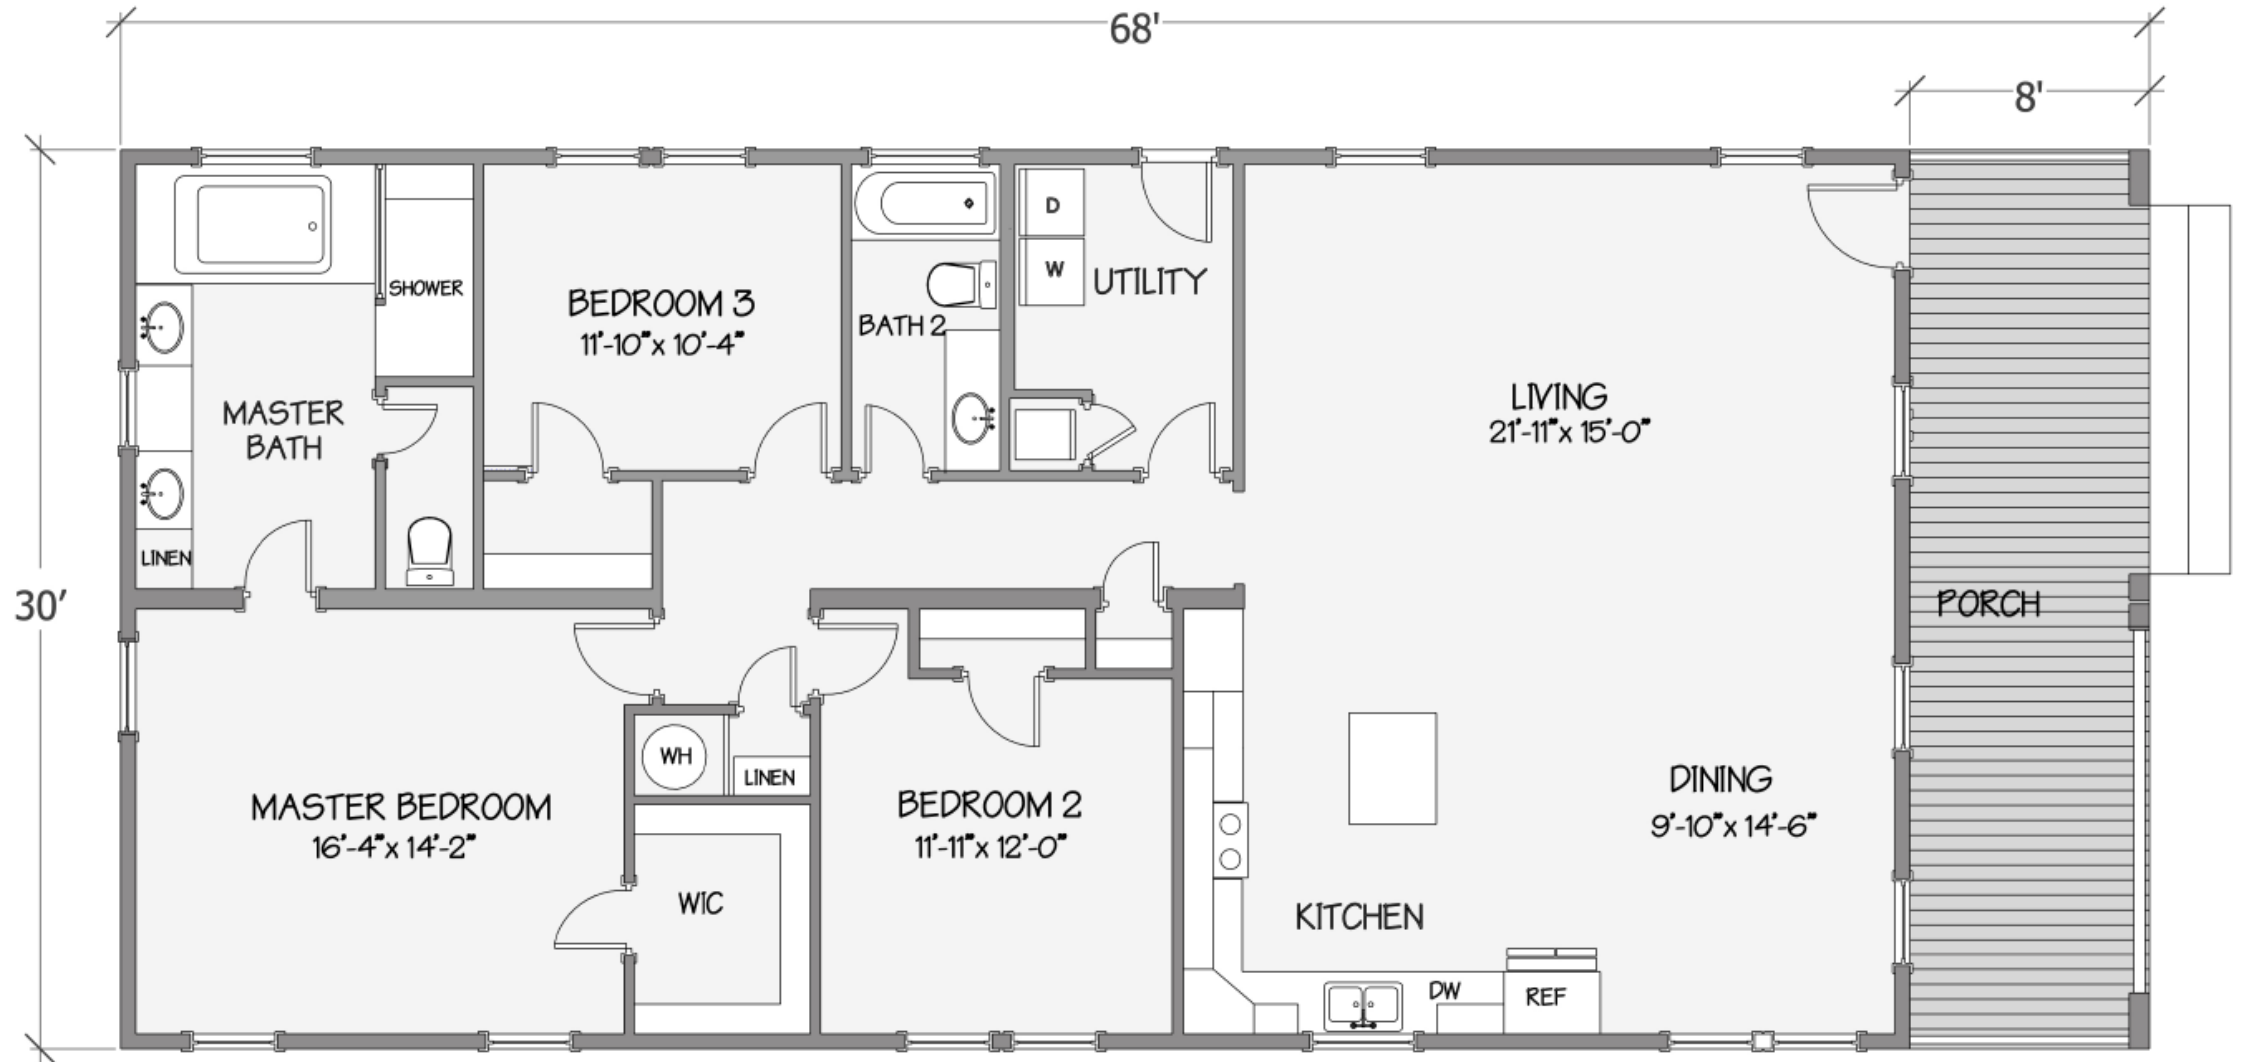 68'
8'
30'
D
W
UTILITY
SHOWER
BEDROOM 3
11'-10"x 10'-4"
BATH 2
MASTER
BATH
LIVING
21'-11"x 15'-0"
LINEN
PORCH
WH
LINEN
MASTER BEDROOM
16'-4"x 14'-2"
BEDROOM 2
11'-11"x 12'-0"
DINING
9'-10"x 14'-6"
WIC
KITCHEN
DW
REF